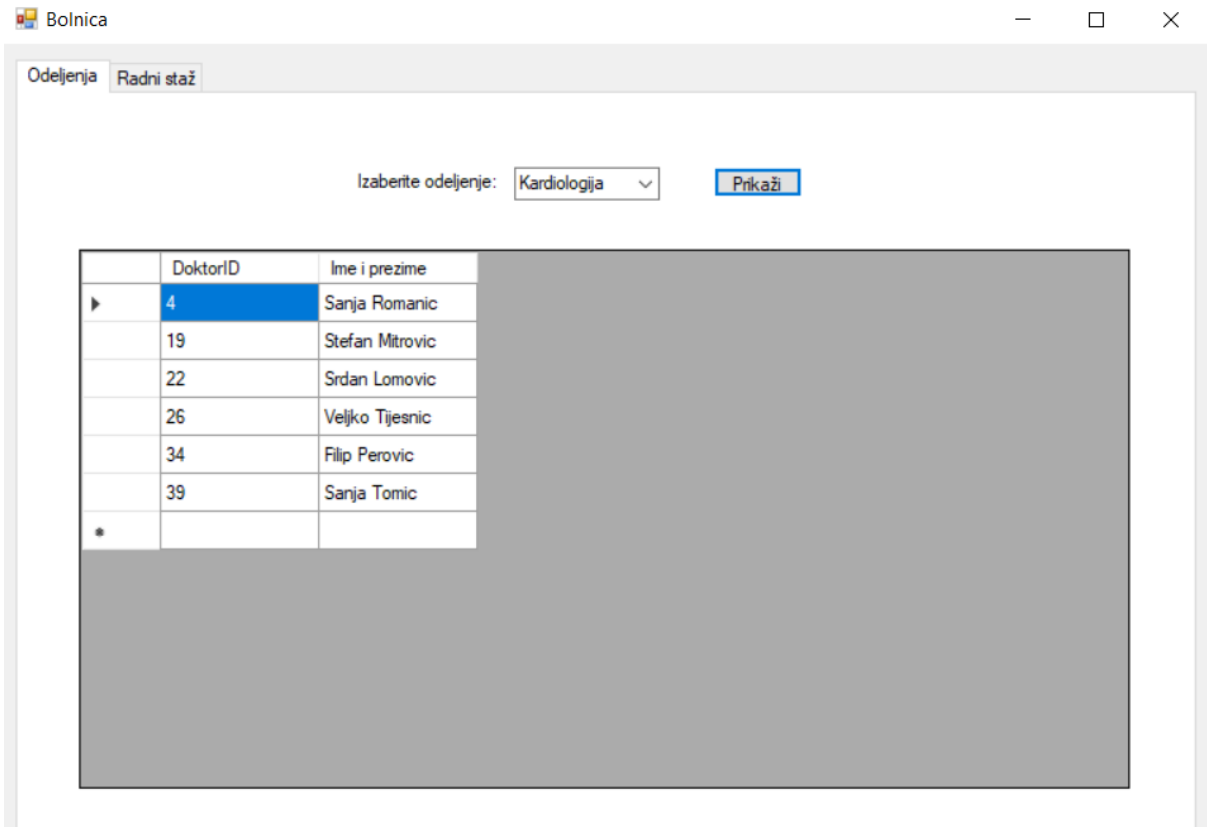 Bolnica
Odeljenja Radni staž
Izaberite odeljenje: Kardiologija Prikaži
DoktorID Ime i prezime
4 Sanja Romanic
19 Stefan Mitrovic
22 Srdan Lomovic
26 Veljko Tijesnic
34 Filip Perovic
39 Sanja Tomic